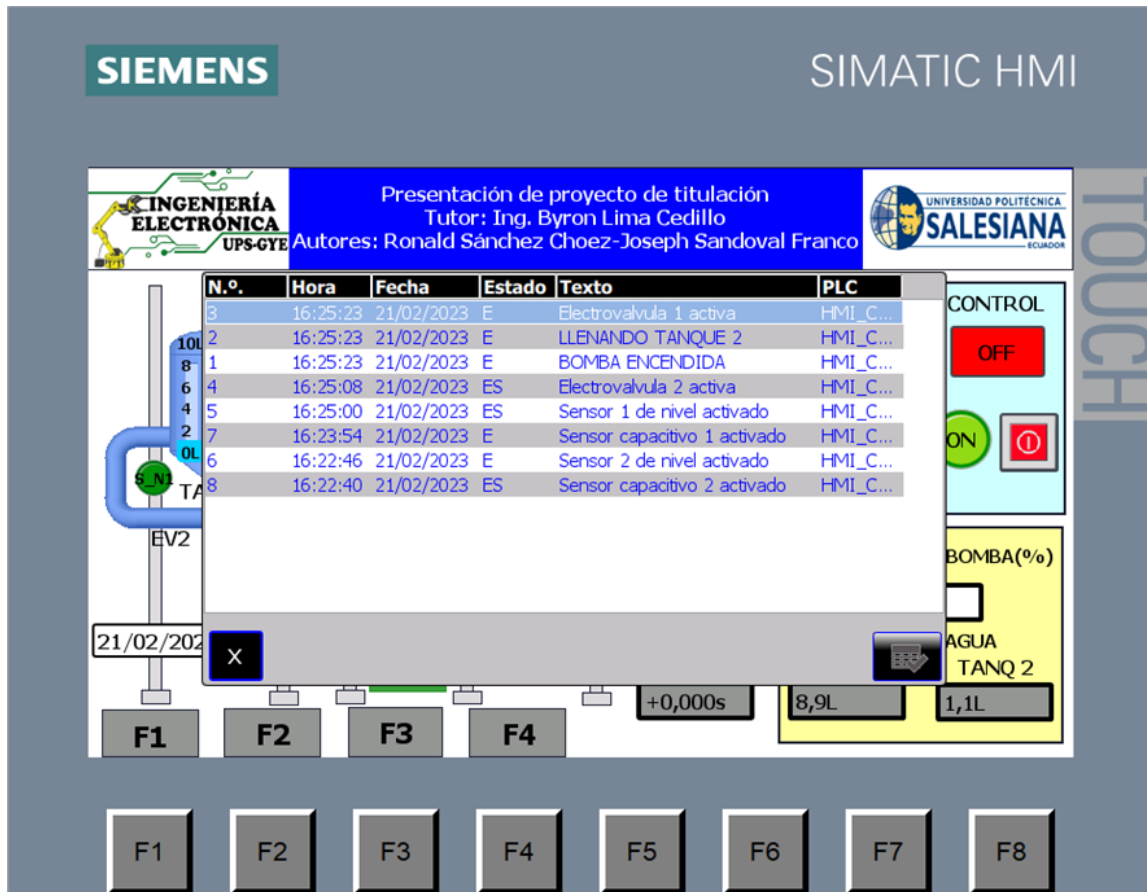 SIEMENS
SIMATIC HMI
TOUCH
INGENIERÍA
ELECTRÓNICA
UPS-GYE
Presentación de proyecto de titulación
Tutor: Ing. Byron Lima Cedillo
Autores: Ronald Sánchez Choez-Joseph Sandoval Franco
UNIVERSIDAD POLITÉCNICA
SALESIANA
ECUADOR
N.º. Hora Fecha Estado Texto PLC
3 16:25:23 21/02/2023 E Electrovalvula 1 activa HMI_C...
2 16:25:23 21/02/2023 E LLENANDO TANQUE 2 HMI_C...
1 16:25:23 21/02/2023 E BOMBA ENCENDIDA HMI_C...
4 16:25:08 21/02/2023 ES Electrovalvula 2 activa HMI_C...
5 16:25:00 21/02/2023 ES Sensor 1 de nivel activado HMI_C...
7 16:23:54 21/02/2023 E Sensor capacitivo 1 activado HMI_C...
6 16:22:46 21/02/2023 E Sensor 2 de nivel activado HMI_C...
8 16:22:40 21/02/2023 ES Sensor capacitivo 2 activado HMI_C...
CONTROL
OFF
ON
10L
8
6
4
2
0L
S_N1
TA
EV2
BOMBA(%)
21/02/202
X
AGUA
TANQ 2
+0,000s
8,9L
1,1L
F1 F2 F3 F4
F1 F2 F3 F4 F5 F6 F7 F8